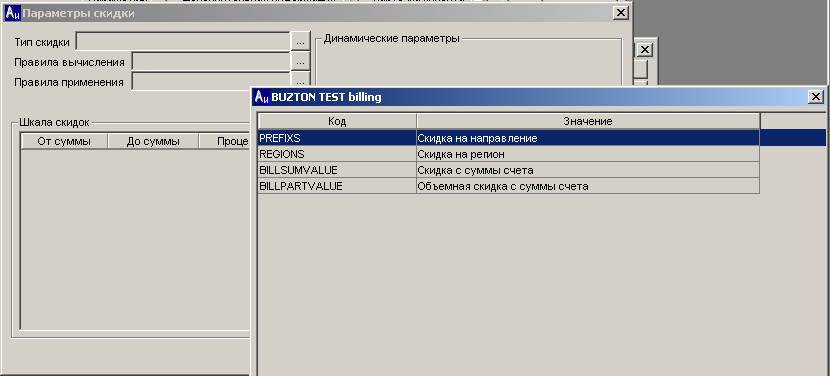 Параметры скидки
Тип скидки ...
Правила вычисления ...
Правила применения ...
Динамические параметры
Шкала скидок
От суммы До суммы Проце
BUZTON TEST billing
Код Значение
PREFIXS Скидка на направление
REGIONS Скидка на регион
BILLSUMVALUE Скидка с суммы счета
BILLPARTVALUE Объемная скидка с суммы счета